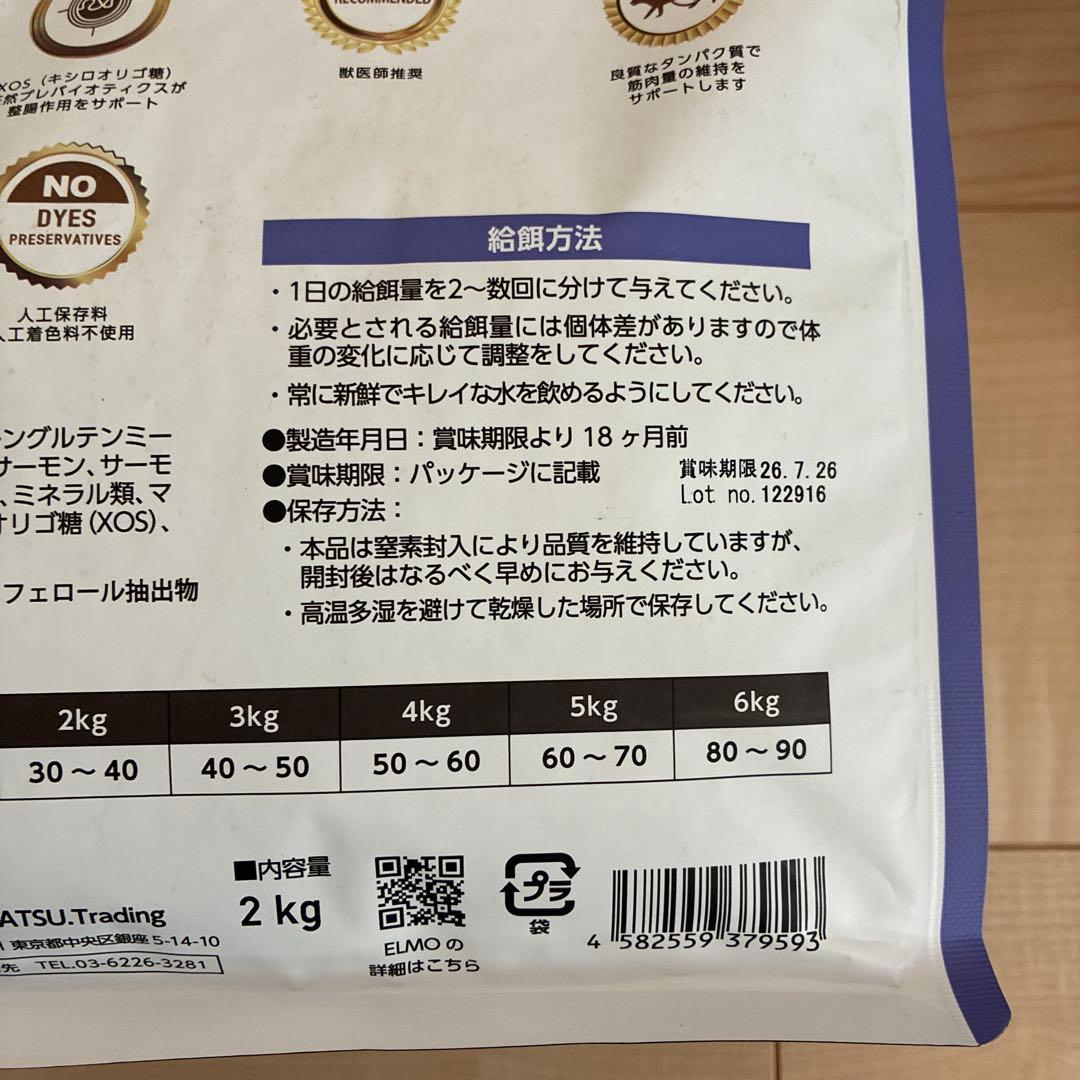 RECOMMENDED
XOS（キシロオリゴ糖）
然プレバイオティクスが
整腸作用をサポート
獣医師推奨
良質なタンパク質で
筋肉量の維持を
サポートします
NO
DYES
PRESERVATIVES
人工保存料
人工着色料不使用
給餌方法
・1日の給餌量を2〜数回に分けて与えてください。
・必要とされる給餌量には個体差がありますので体
重の変化に応じて調整をしてください。
・常に新鮮でキレイな水を飲めるようにしてください。
●製造年月日：賞味期限より 18 ヶ月前
●賞味期限：パッケージに記載
賞味期限26.7.26
Lot no.122916
●保存方法：
・本品は窒素封入により品質を維持していますが、
開封後はなるべく早めにお与えください。
・高温多湿を避けて乾燥した場所で保存してください。
ングルテンミー
サーモン、サーモ
、ミネラル類、マ
オリゴ糖（XOS）、
フェロール抽出物
2kg 3kg 4kg 5kg 6kg
30 〜 40 40 〜 50 50 〜 60 60 〜 70 80 〜 90
■内容量
2 kg
ELMO の
詳細はこちら
プラ
袋
4 582559 379593
ATSU.Trading
東京都中央区銀座 5-14-10
先 TEL.03-6226-3281